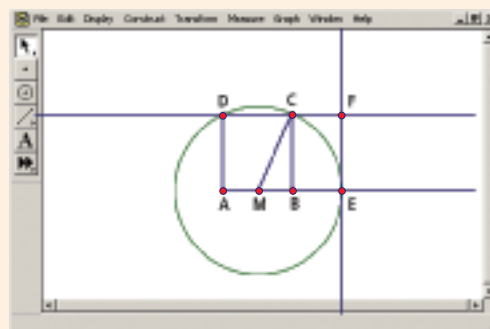 File Edit Display Construct Transform Measure Graph Window Help
D C F
A
A M B E